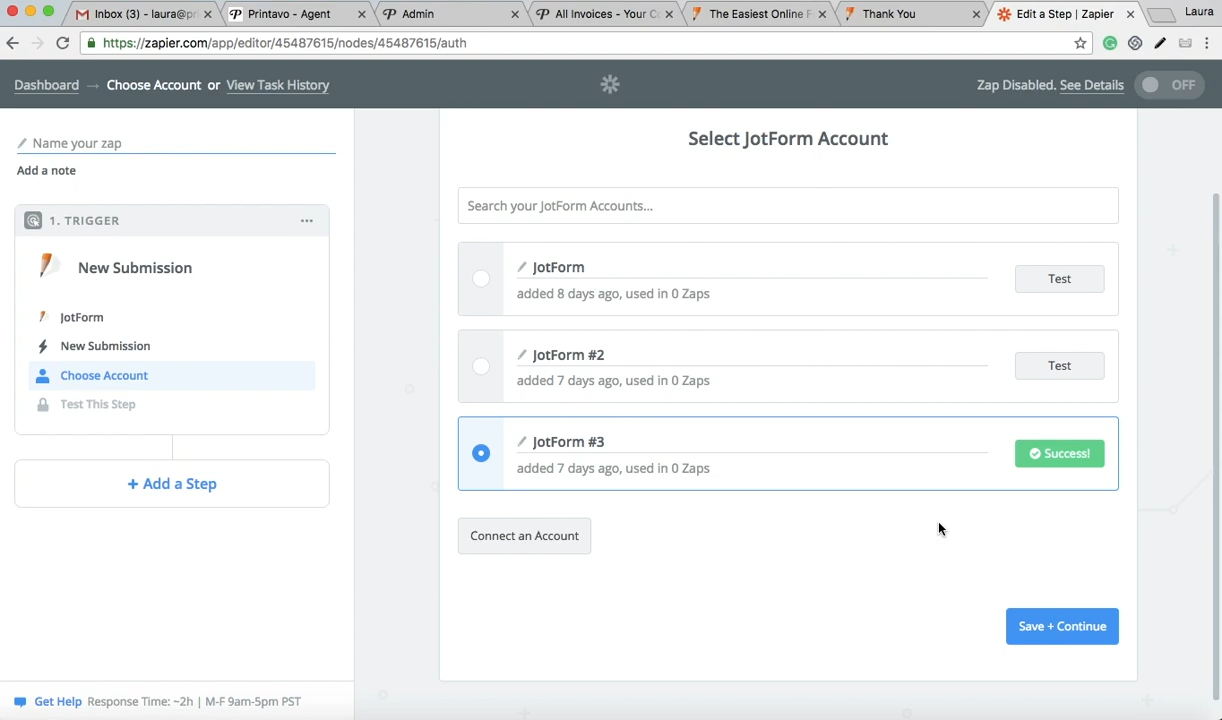 Inbox (3) - laura@pri
Printavo - Agent
Admin
All Invoices - Your Co
The Easiest Online F
Thank You
Edit a Step | Zapier
Laura
https://zapier.com/app/editor/45487615/nodes/45487615/auth
Dashboard → Choose Account or View Task History
Zap Disabled. See Details
OFF
Name your zap
Add a note
1. TRIGGER
New Submission
JotForm
New Submission
Choose Account
Test This Step
+ Add a Step
Get Help Response Time: ~2h | M-F 9am-5pm PST
Select JotForm Account
Search your JotForm Accounts...
JotForm
added 8 days ago, used in 0 Zaps
Test
JotForm #2
added 7 days ago, used in 0 Zaps
Test
JotForm #3
added 7 days ago, used in 0 Zaps
Success!
Connect an Account
Save + Continue